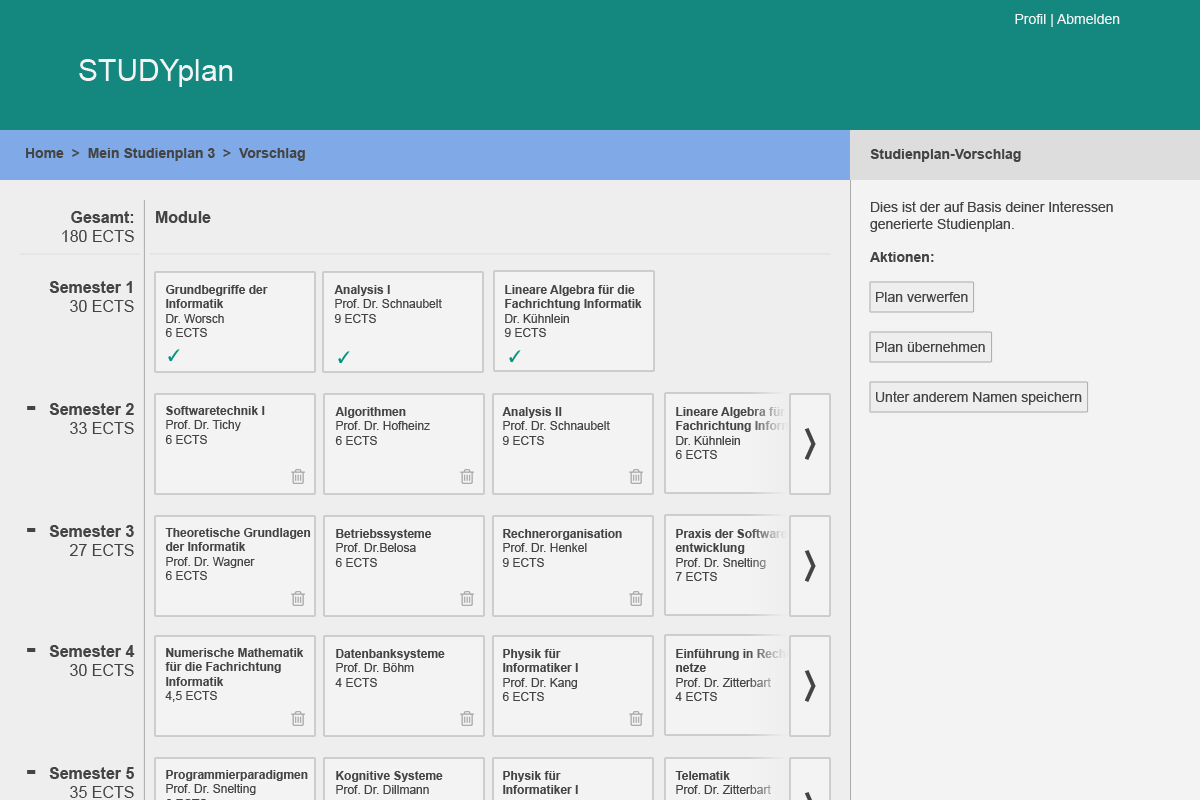 Profil | Abmelden
STUDYplan
Home > Mein Studienplan 3 > Vorschlag
Studienplan-Vorschlag
Dies ist der auf Basis deiner Interessen
generierte Studienplan.
Aktionen:
Plan verwerfen
Plan übernehmen
Unter anderem Namen speichern
Gesamt:
180 ECTS
Module
Semester 1
30 ECTS
Grundbegriffe der
Informatik
Dr. Worsch
6 ECTS
✓
Analysis I
Prof. Dr. Schnaubelt
9 ECTS
✓
Lineare Algebra für die
Fachrichtung Informatik
Dr. Kühnlein
9 ECTS
✓
- Semester 2
33 ECTS
Softwaretechnik I
Prof. Dr. Tichy
6 ECTS
Algorithmen
Prof. Dr. Hofheinz
6 ECTS
Analysis II
Prof. Dr. Schnaubelt
9 ECTS
Lineare Algebra für
Fachrichtung Inform
Dr. Kühnlein
6 ECTS
- Semester 3
27 ECTS
Theoretische Grundlagen
der Informatik
Prof. Dr. Wagner
6 ECTS
Betriebssysteme
Prof. Dr.Belosa
6 ECTS
Rechnerorganisation
Prof. Dr. Henkel
9 ECTS
Praxis der Software
entwicklung
Prof. Dr. Snelting
7 ECTS
- Semester 4
30 ECTS
Numerische Mathematik
für die Fachrichtung
Informatik
4,5 ECTS
Datenbanksysteme
Prof. Dr. Böhm
4 ECTS
Physik für
Informatiker I
Prof. Dr. Kang
6 ECTS
Einführung in Rech
netze
Prof. Dr. Zitterbart
4 ECTS
- Semester 5
35 ECTS
Programmierparadigmen
Prof. Dr. Snelting
Kognitive Systeme
Prof. Dr. Dillmann
Physik für
Informatiker I
Telematik
Prof. Dr. Zitterbart